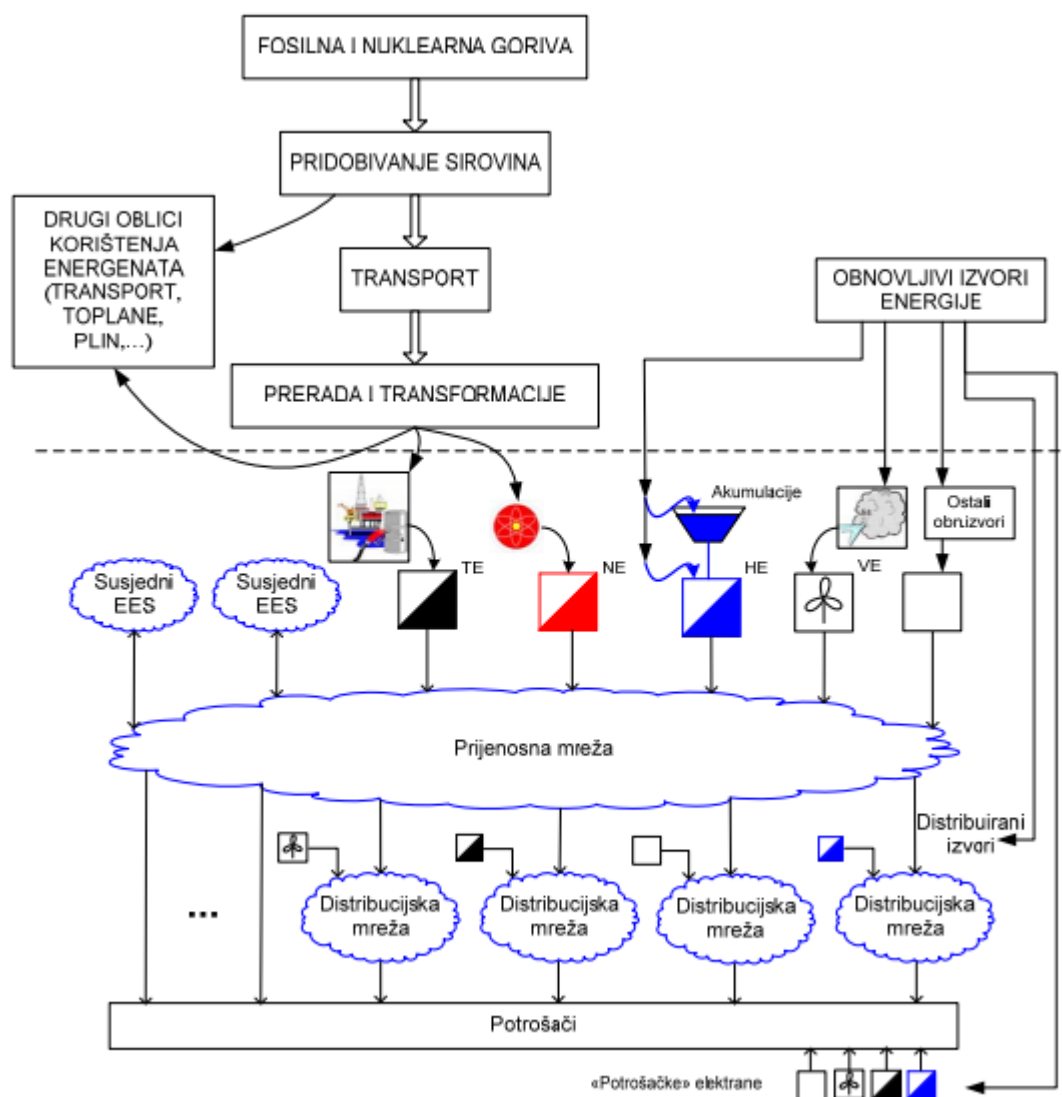 FOSILNA I NUKLEARNA GORIVA
PRIDOBIVANJE SIROVINA
DRUGI OBLICI
KORIŠTENJA
ENERGENATA
(TRANSPORT,
TOPLANE,
PLIN,...)
TRANSPORT
OBNOVLJIVI IZVORI
ENERGIJE
PRERADA I TRANSFORMACIJE
Akumulacije
Ostali
obn.izvori
Susjedni
EES
Susjedni
EES
TE
NE
HE
VE
Prijenosna mreža
Distribuirani
izvori
...
Distribucijska
mreža
Distribucijska
mreža
Distribucijska
mreža
Distribucijska
mreža
Potrošači
«Potrošačke» elektrane